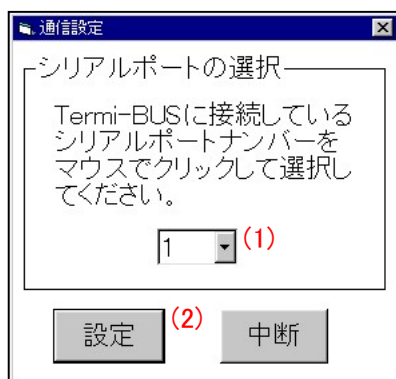 通信設定
シリアルポートの選択
Termi-BUSに接続している
シリアルポートナンバーを
マウスでクリックして選択し
てください。
1 (1)
設定 (2) 中断